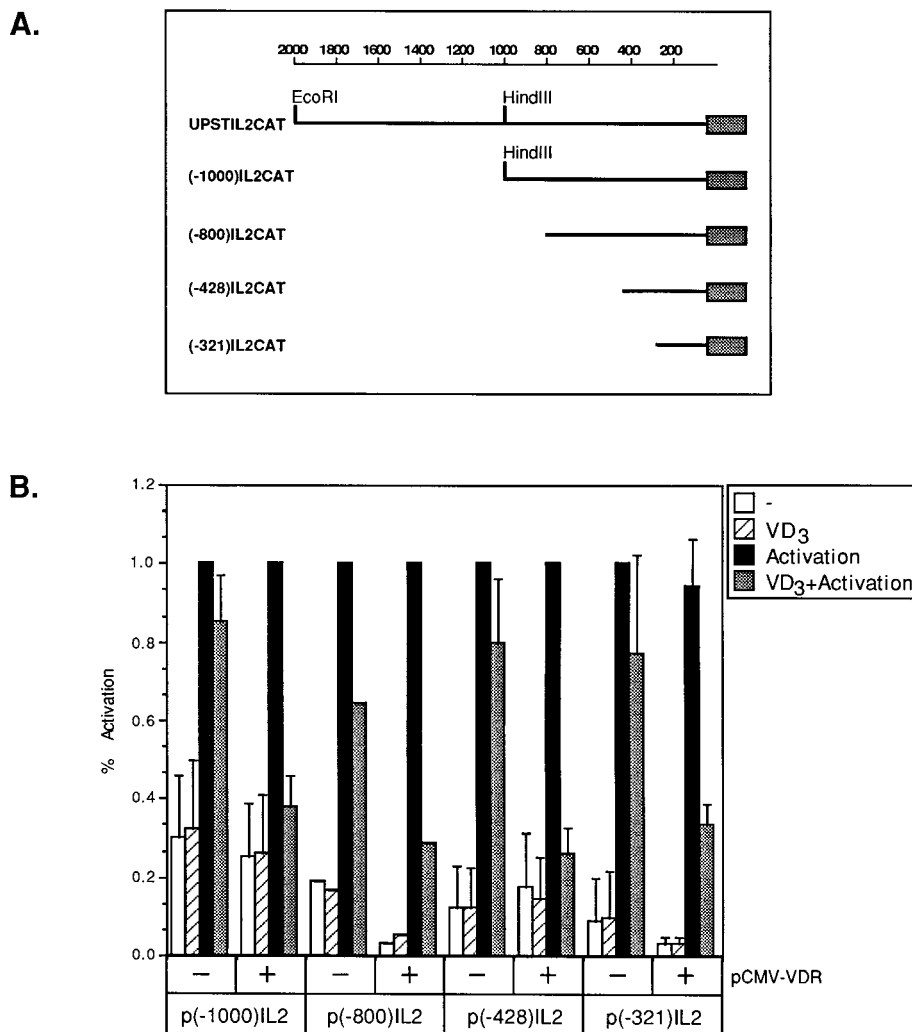 A.
2000 1800 1600 1400 1200 1000 800 600 400 200
EcoRI HindIII
UPSTIL2CAT
HindIII
(-1000)IL2CAT
(-800)IL2CAT
(-428)IL2CAT
(-321)IL2CAT
B.
% Activation
1.2
1.0
0.8
0.6
0.4
0.2
0.0
-
VD3
Activation
VD3+Activation
− + − + − + − + pCMV-VDR
p(-1000)IL2 p(-800)IL2 p(-428)IL2 p(-321)IL2